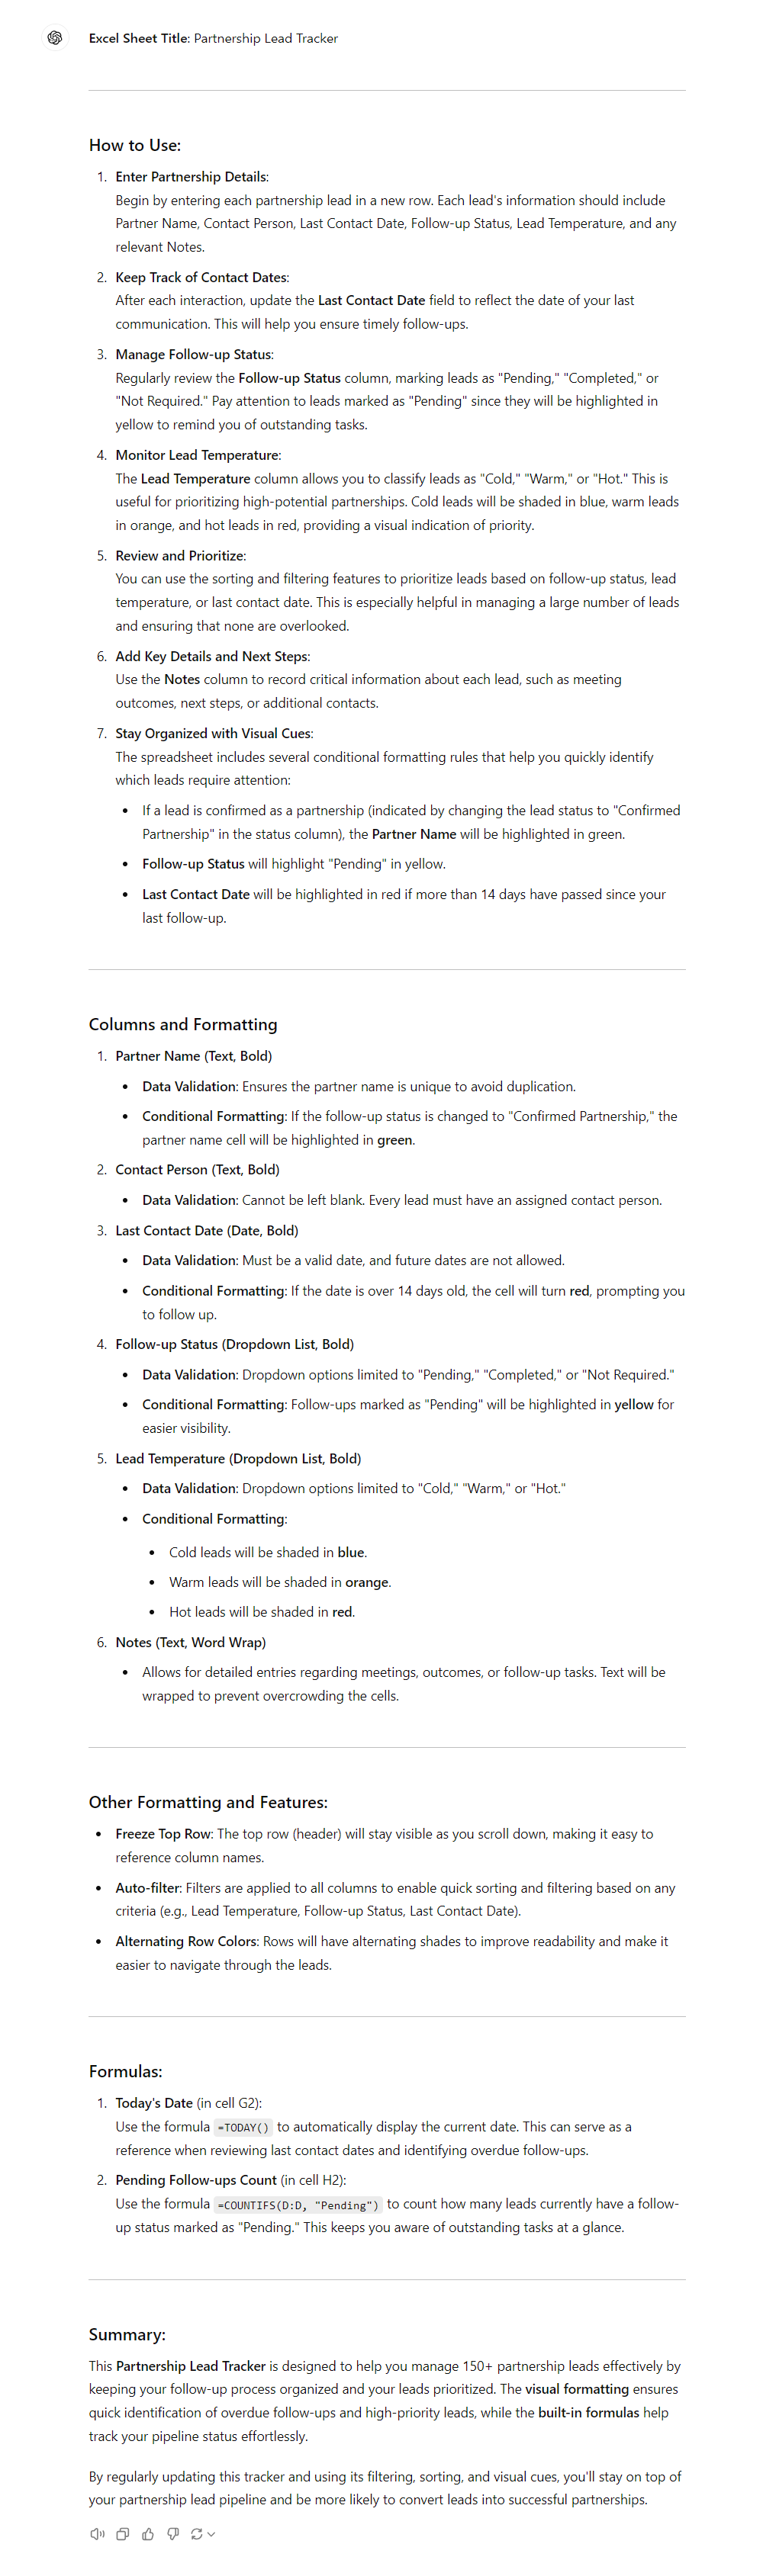 Excel Sheet Title: Partnership Lead Tracker
How to Use:
1. Enter Partnership Details:
Begin by entering each partnership lead in a new row. Each lead's information should include
Partner Name, Contact Person, Last Contact Date, Follow-up Status, Lead Temperature, and any
relevant Notes.
2. Keep Track of Contact Dates:
After each interaction, update the Last Contact Date field to reflect the date of your last
communication. This will help you ensure timely follow-ups.
3. Manage Follow-up Status:
Regularly review the Follow-up Status column, marking leads as "Pending," "Completed," or
"Not Required." Pay attention to leads marked as "Pending" since they will be highlighted in
yellow to remind you of outstanding tasks.
4. Monitor Lead Temperature:
The Lead Temperature column allows you to classify leads as "Cold," "Warm," or "Hot." This is
useful for prioritizing high-potential partnerships. Cold leads will be shaded in blue, warm leads
in orange, and hot leads in red, providing a visual indication of priority.
5. Review and Prioritize:
You can use the sorting and filtering features to prioritize leads based on follow-up status, lead
temperature, or last contact date. This is especially helpful in managing a large number of leads
and ensuring that none are overlooked.
6. Add Key Details and Next Steps:
Use the Notes column to record critical information about each lead, such as meeting
outcomes, next steps, or additional contacts.
7. Stay Organized with Visual Cues:
The spreadsheet includes several conditional formatting rules that help you quickly identify
which leads require attention:
• If a lead is confirmed as a partnership (indicated by changing the lead status to "Confirmed
Partnership" in the status column), the Partner Name will be highlighted in green.
• Follow-up Status will highlight "Pending" in yellow.
• Last Contact Date will be highlighted in red if more than 14 days have passed since your
last follow-up.
Columns and Formatting
1. Partner Name (Text, Bold)
• Data Validation: Ensures the partner name is unique to avoid duplication.
• Conditional Formatting: If the follow-up status is changed to "Confirmed Partnership," the
partner name cell will be highlighted in green.
2. Contact Person (Text, Bold)
• Data Validation: Cannot be left blank. Every lead must have an assigned contact person.
3. Last Contact Date (Date, Bold)
• Data Validation: Must be a valid date, and future dates are not allowed.
• Conditional Formatting: If the date is over 14 days old, the cell will turn red, prompting you
to follow up.
4. Follow-up Status (Dropdown List, Bold)
• Data Validation: Dropdown options limited to "Pending," "Completed," or "Not Required."
• Conditional Formatting: Follow-ups marked as "Pending" will be highlighted in yellow for
easier visibility.
5. Lead Temperature (Dropdown List, Bold)
• Data Validation: Dropdown options limited to "Cold," "Warm," or "Hot."
• Conditional Formatting:
• Cold leads will be shaded in blue.
• Warm leads will be shaded in orange.
• Hot leads will be shaded in red.
6. Notes (Text, Word Wrap)
• Allows for detailed entries regarding meetings, outcomes, or follow-up tasks. Text will be
wrapped to prevent overcrowding the cells.
Other Formatting and Features:
• Freeze Top Row: The top row (header) will stay visible as you scroll down, making it easy to
reference column names.
• Auto-filter: Filters are applied to all columns to enable quick sorting and filtering based on any
criteria (e.g., Lead Temperature, Follow-up Status, Last Contact Date).
• Alternating Row Colors: Rows will have alternating shades to improve readability and make it
easier to navigate through the leads.
Formulas:
1. Today's Date (in cell G2):
Use the formula =TODAY() to automatically display the current date. This can serve as a
reference when reviewing last contact dates and identifying overdue follow-ups.
2. Pending Follow-ups Count (in cell H2):
Use the formula =COUNTIFS(D:D, "Pending") to count how many leads currently have a follow-
up status marked as "Pending." This keeps you aware of outstanding tasks at a glance.
Summary:
This Partnership Lead Tracker is designed to help you manage 150+ partnership leads effectively by
keeping your follow-up process organized and your leads prioritized. The visual formatting ensures
quick identification of overdue follow-ups and high-priority leads, while the built-in formulas help
track your pipeline status effortlessly.
By regularly updating this tracker and using its filtering, sorting, and visual cues, you'll stay on top of
your partnership lead pipeline and be more likely to convert leads into successful partnerships.